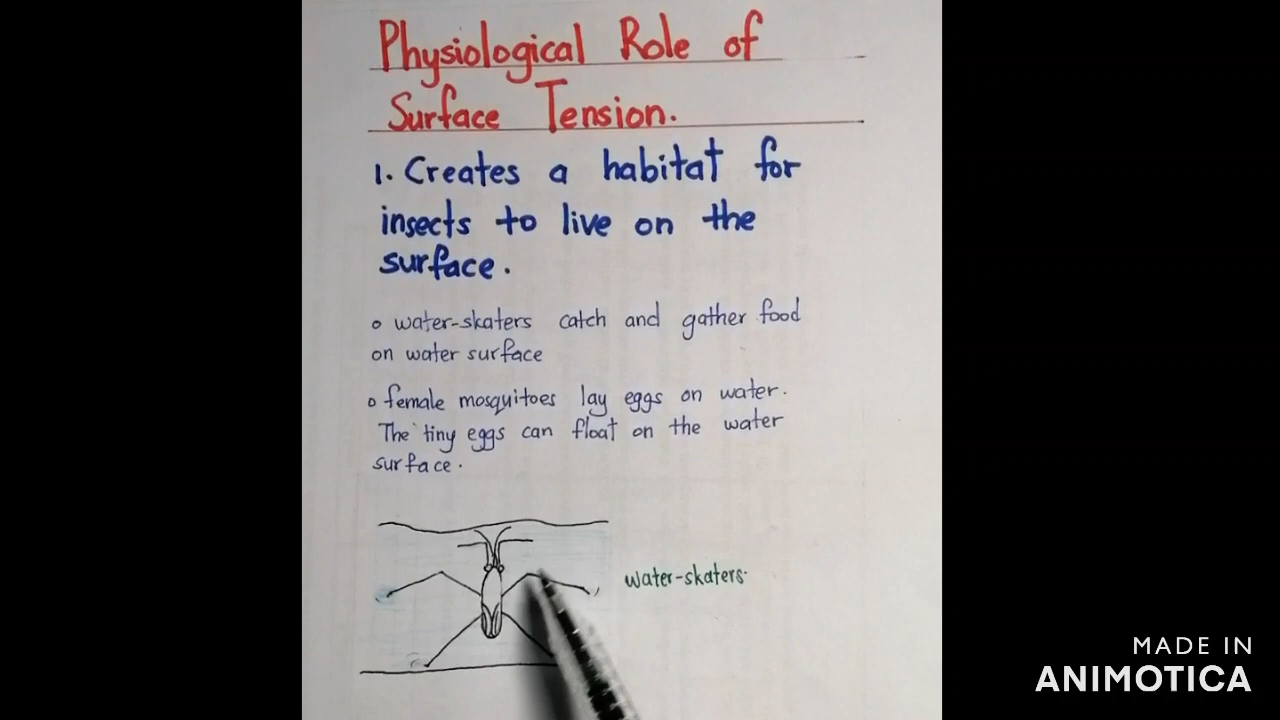 Physiological Role of
Surface Tension.
1. Creates a habitat for
insects to live on the
surface.
o water-skaters catch and gather food
on water surface
o female mosquitoes lay eggs on water.
The tiny eggs can float on the water
surface.
water-skaters
MADE IN
ANIMOTICA